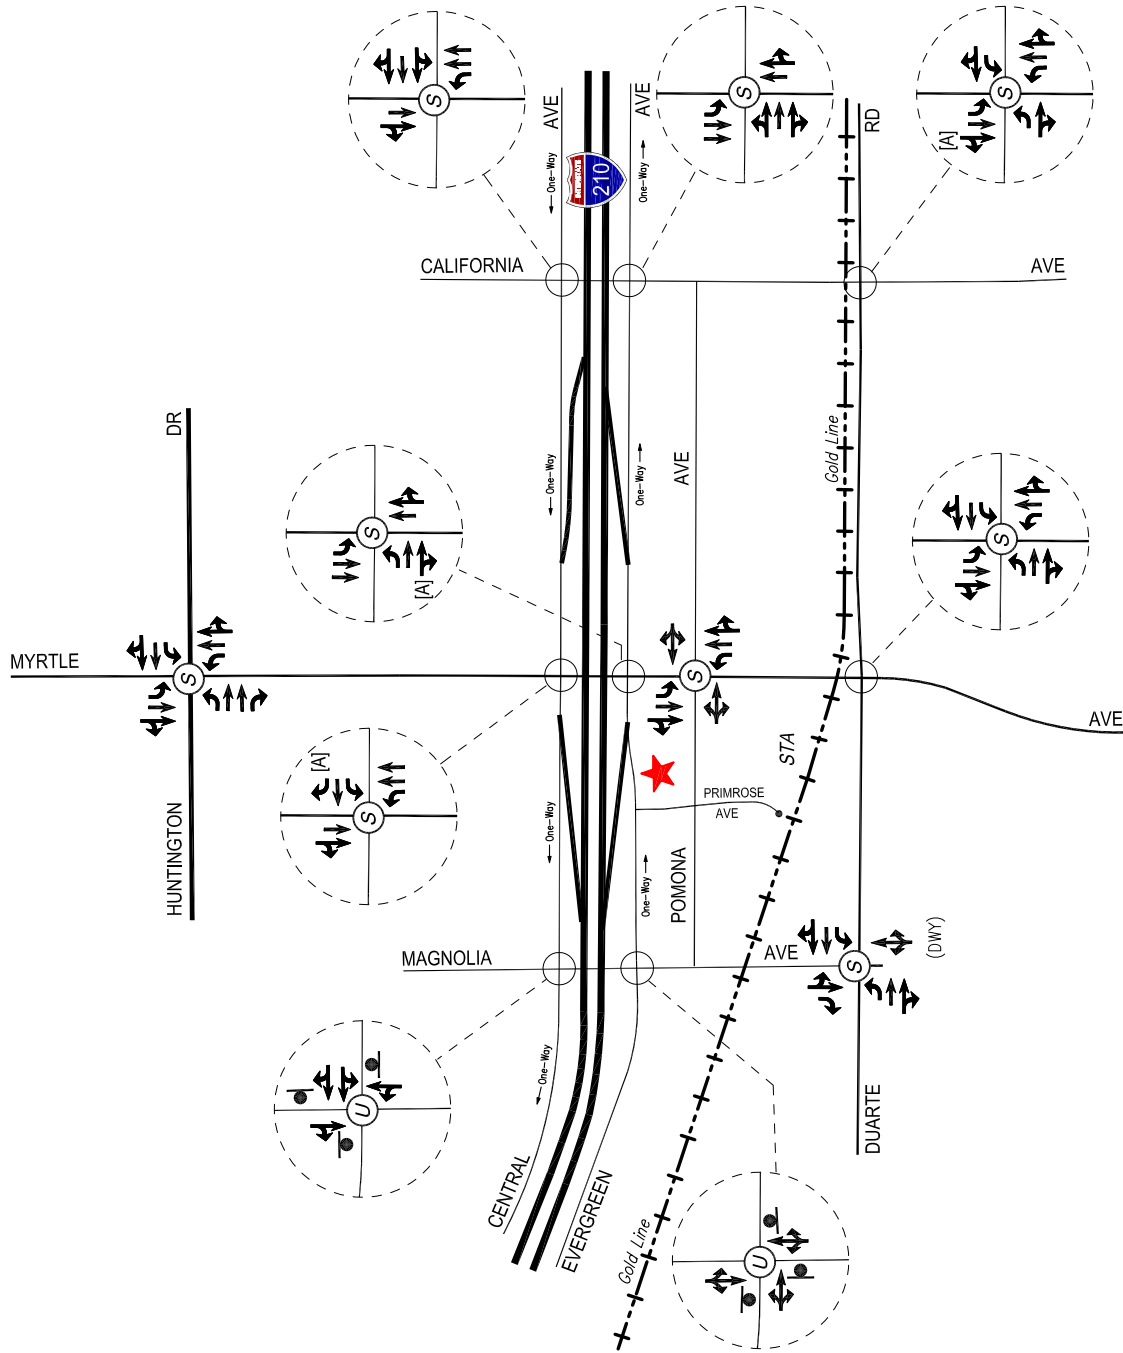 S
S
S
AVE
AVE
RD
[A]
One-Way
INTERSTATE
210
One-Way
CALIFORNIA
AVE
DR
Gold Line
AVE
One-Way
One-Way
S
[A]
S
MYRTLE
S
S
AVE
[A]
S
STA
PRIMROSE
AVE
HUNTINGTON
One-Way
One-Way
POMONA
MAGNOLIA
AVE
S
(DWY)
One-Way
U
DUARTE
CENTRAL
EVERGREEN
Gold Line
U